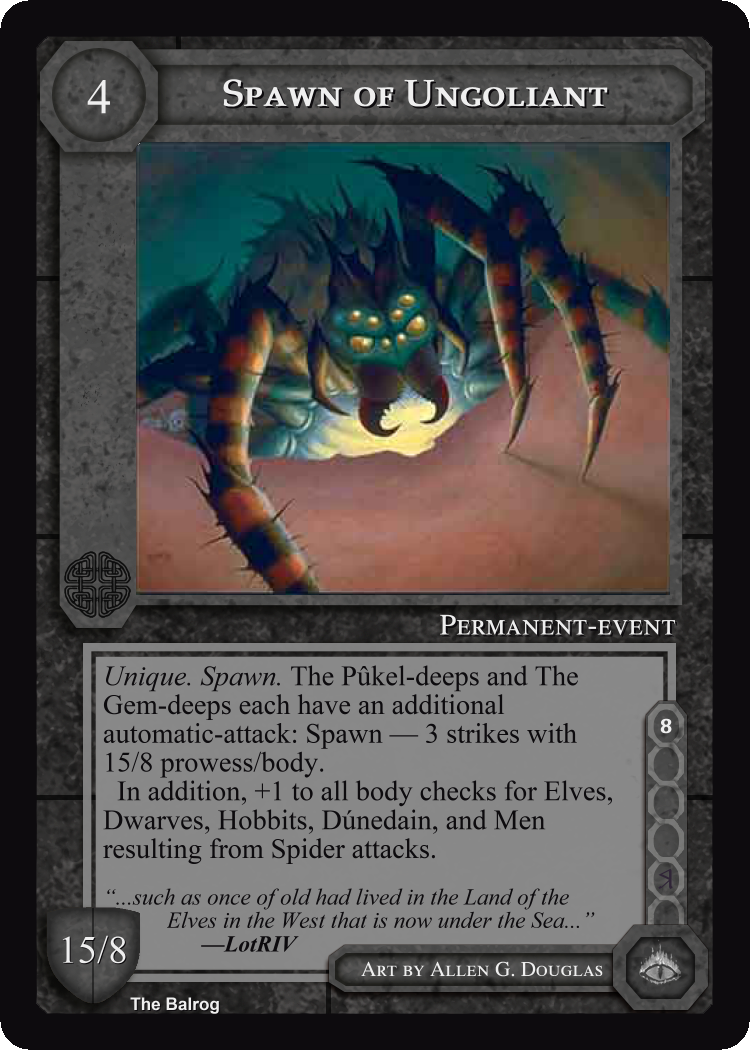 4
Spawn of Ungoliant
Permanent-event
Unique. Spawn. The Pûkel-deeps and The
Gem-deeps each have an additional
automatic-attack: Spawn — 3 strikes with
15/8 prowess/body.
In addition, +1 to all body checks for Elves,
Dwarves, Hobbits, Dúnedain, and Men
resulting from Spider attacks.
8
“...such as once of old had lived in the Land of the
Elves in the West that is now under the Sea...”
—LotRIV
15/8
Art by Allen G. Douglas
The Balrog